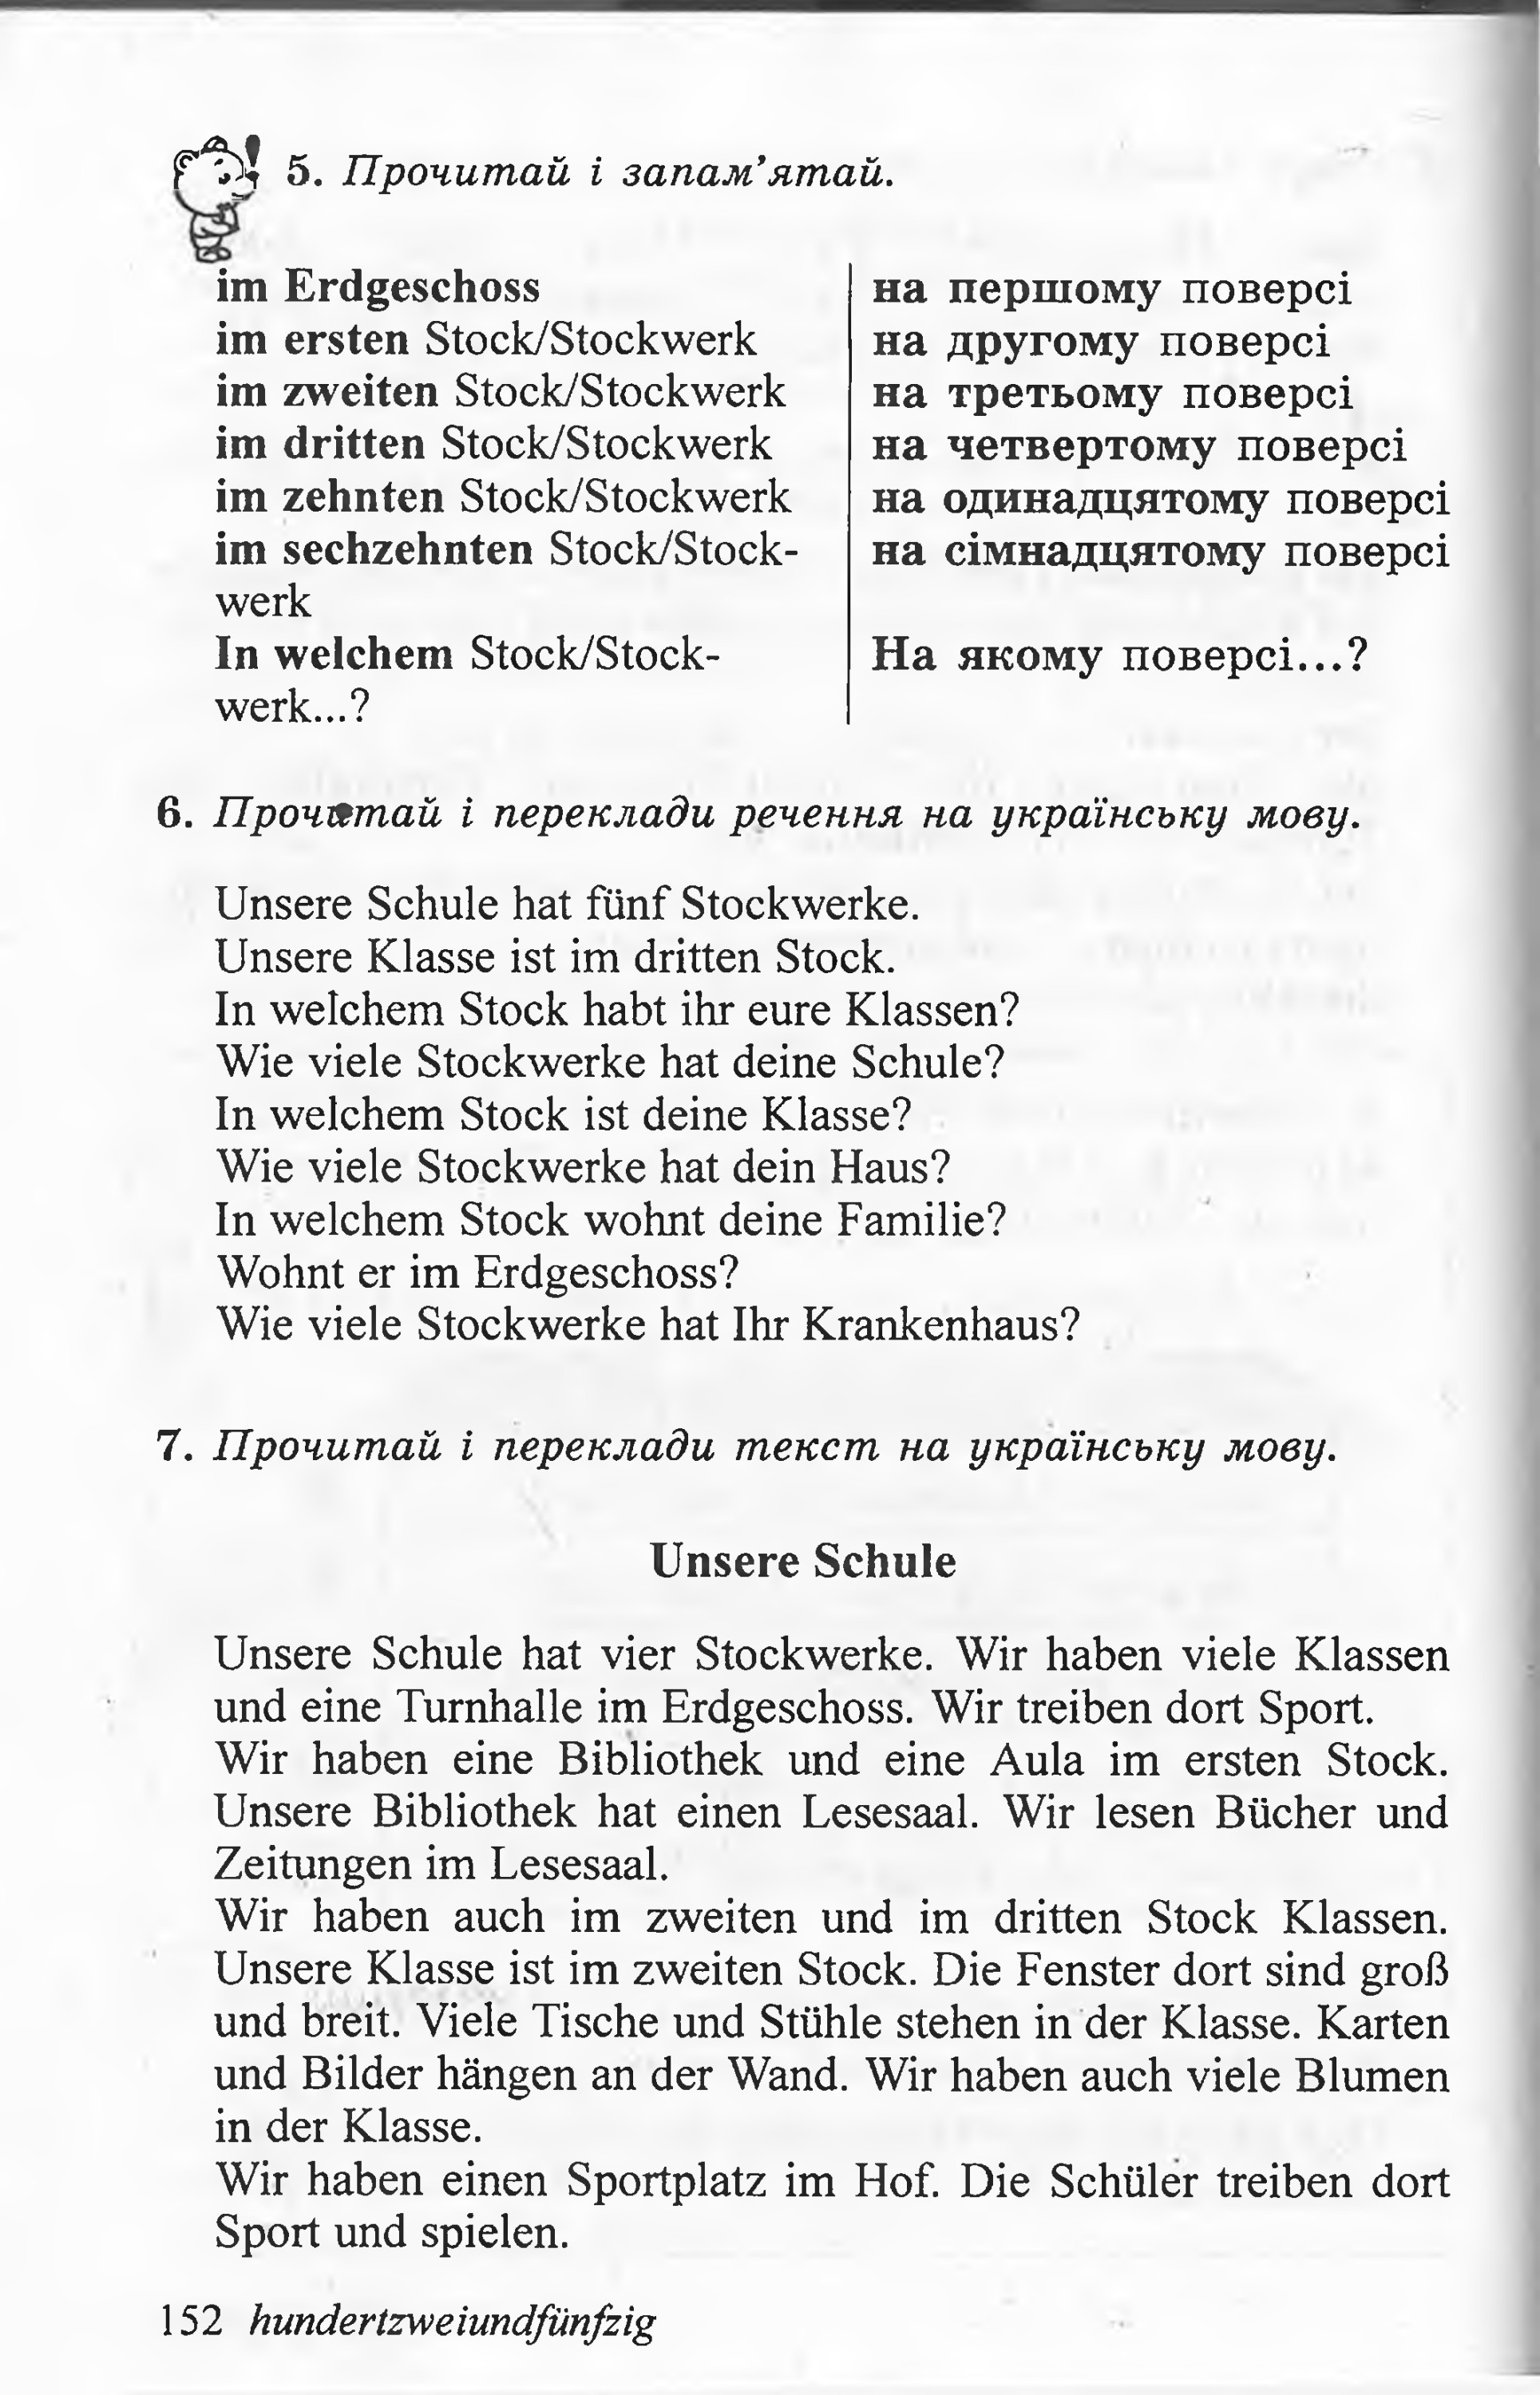 5. Прочитай і запам’ятай.
im Erdgeschoss
im ersten Stock/Stockwerk
im zweiten Stock/Stockwerk
im dritten Stock/Stockwerk
im zehnten Stock/Stockwerk
im sechzehnten Stock/Stock-
werk
In welchem Stock/Stock-
werk...?
на першому поверсі
на другому поверсі
на третьому поверсі
на четвертому поверсі
на одинадцятому поверсі
на сімнадцятому поверсі
На якому поверсі...?
6. Прочитай і переклади речення на українську мову.
Unsere Schule hat fünf Stockwerke.
Unsere Klasse ist im dritten Stock.
In welchem Stock habt ihr eure Klassen?
Wie viele Stockwerke hat deine Schule?
In welchem Stock ist deine Klasse?
Wie viele Stockwerke hat dein Haus?
In welchem Stock wohnt deine Familie?
Wohnt er im Erdgeschoss?
Wie viele Stockwerke hat Ihr Krankenhaus?
7. Прочитай і переклади текст на українську мову.
Unsere Schule
Unsere Schule hat vier Stockwerke. Wir haben viele Klassen
und eine Turnhalle im Erdgeschoss. Wir treiben dort Sport.
Wir haben eine Bibliothek und eine Aula im ersten Stock.
Unsere Bibliothek hat einen Lesesaal. Wir lesen Bücher und
Zeitungen im Lesesaal.
Wir haben auch im zweiten und im dritten Stock Klassen.
Unsere Klasse ist im zweiten Stock. Die Fenster dort sind groß
und breit. Viele Tische und Stühle stehen in der Klasse. Karten
und Bilder hängen an der Wand. Wir haben auch viele Blumen
in der Klasse.
Wir haben einen Sportplatz im Hof. Die Schüler treiben dort
Sport und spielen.
152 hundertzweiundfünfzig